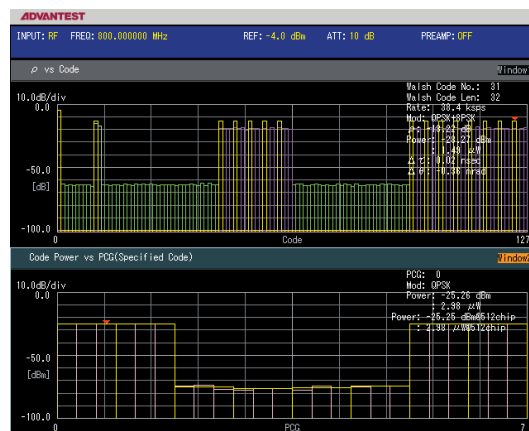 ADVANTEST
INPUT: RF FREQ: 800.000000 MHz REF: -4.0 dBm ATT: 10 dB PREAMP: OFF
ρ vs Code Window
10.0dB/div
0.0
-50.0
[dB]
-100.0
0 Code 127
Walsh Code No.: 31
Walsh Code Len: 32
Rate: 38.4 ksps
Mod: QPSK+8PSK
Power: -28.27 dBm
: 1.49 μW
Δ τ: 0.02 nsec
Δ θ: -0.36 mrad
Code Power vs PCG(Specified Code) Window2
10.0dB/div
0.0
-50.0
[dBm]
-100.0
0 PCG 7
PCG: 0
Mod: QPSK
Power: -25.26 dBm
: 2.98 μW
Power: -25.25 dBm@512chip
: 2.98 μW@512chip